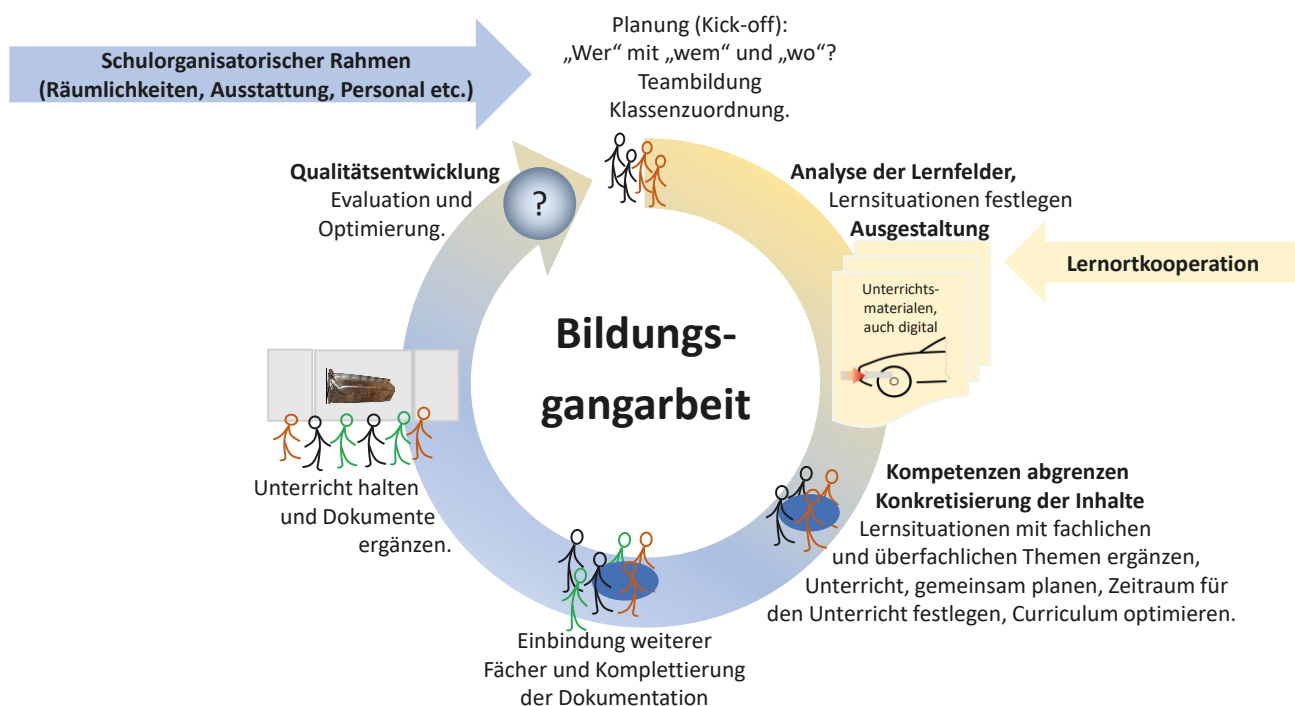 Planung (Kick-off):
„Wer“ mit „wem“ und „wo“?
Teambildung
Klassenzuordnung.
Schulorganisatorischer Rahmen
(Räumlichkeiten, Ausstattung, Personal etc.)
Qualitätsentwicklung
Evaluation und
Optimierung.
?
Analyse der Lernfelder,
Lernsituationen festlegen
Ausgestaltung
Lernortkooperation
Unterrichts-
materialen,
auch digital
Bildungs-
gangarbeit
Kompetenzen abgrenzen
Konkretisierung der Inhalte
Lernsituationen mit fachlichen
und überfachlichen Themen ergänzen,
Unterricht, gemeinsam planen, Zeitraum für
den Unterricht festlegen, Curriculum optimieren.
Unterricht halten
und Dokumente
ergänzen.
Einbindung weiterer
Fächer und Komplettierung
der Dokumentation